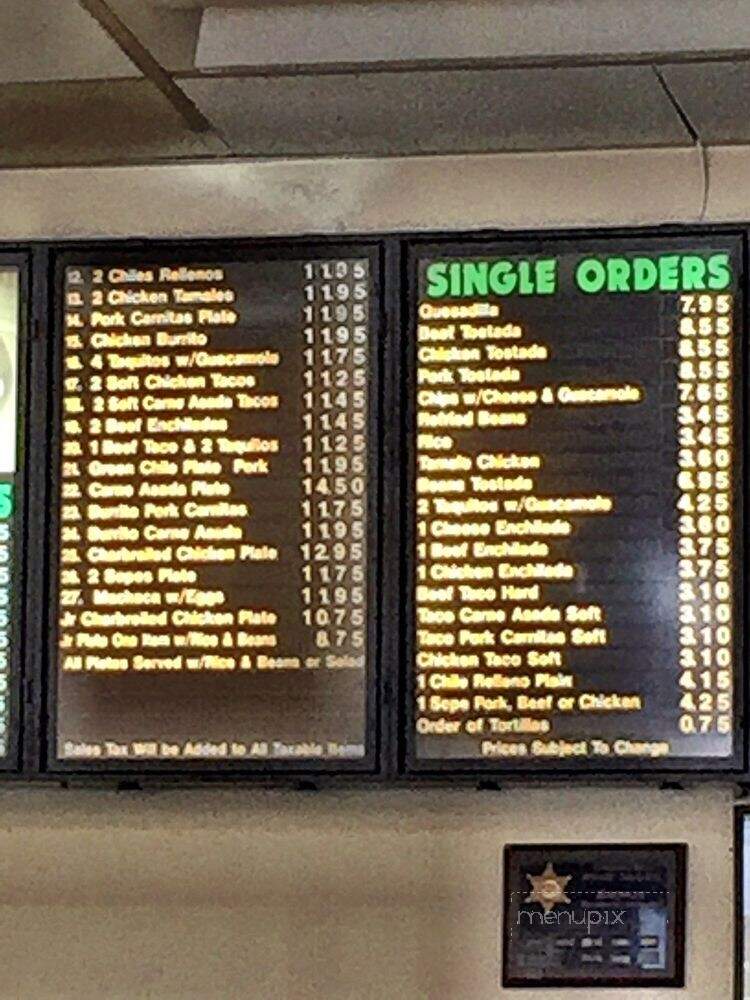 12. 2 Chiles Rellenos 11.95
13. 2 Chicken Tamales 11.95
14. Pork Carnitas Plate 11.95
15. Chicken Burrito 11.95
16. 4 Taquitos w/Guacamole 11.75
17. 2 Soft Chicken Tacos 11.25
18. 2 Soft Carne Asada Tacos 11.45
19. 2 Beef Enchiladas 11.45
20. 1 Beef Taco & 2 Taquitos 11.25
21. Green Chile Plate Pork 11.95
22. Carne Asada Plate 14.50
23. Burrito Pork Carnitas 11.75
24. Burrito Carne Asada 11.95
25. Charbroiled Chicken Plate 12.95
26. 2 Sopes Plate 11.75
27. Machaca w/Eggs 11.95
Jr Charbroiled Chicken Plate 10.75
Jr Plate One Item w/Rice & Beans 8.75
All Plates Served w/Rice & Beans or Salad
Sales Tax Will be Added to All Taxable Items
SINGLE ORDERS
Quesadilla 7.95
Beef Tostada 8.55
Chicken Tostada 8.55
Pork Tostada 8.55
Chips w/Cheese & Guacamole 7.65
Refried Beans 3.45
Rice 3.45
Tamale Chicken 3.60
Beans Tostada 6.95
2 Taquitos w/Guacamole 4.25
1 Cheese Enchilada 3.60
1 Beef Enchilada 3.75
1 Chicken Enchilada 3.75
Beef Taco Hard 3.10
Taco Carne Asada Soft 3.10
Taco Pork Carnitas Soft 3.10
Chicken Taco Soft 3.10
1 Chile Relleno Plain 4.15
1 Sope Pork, Beef or Chicken 4.25
Order of Tortillas 0.75
Prices Subject To Change
menupix